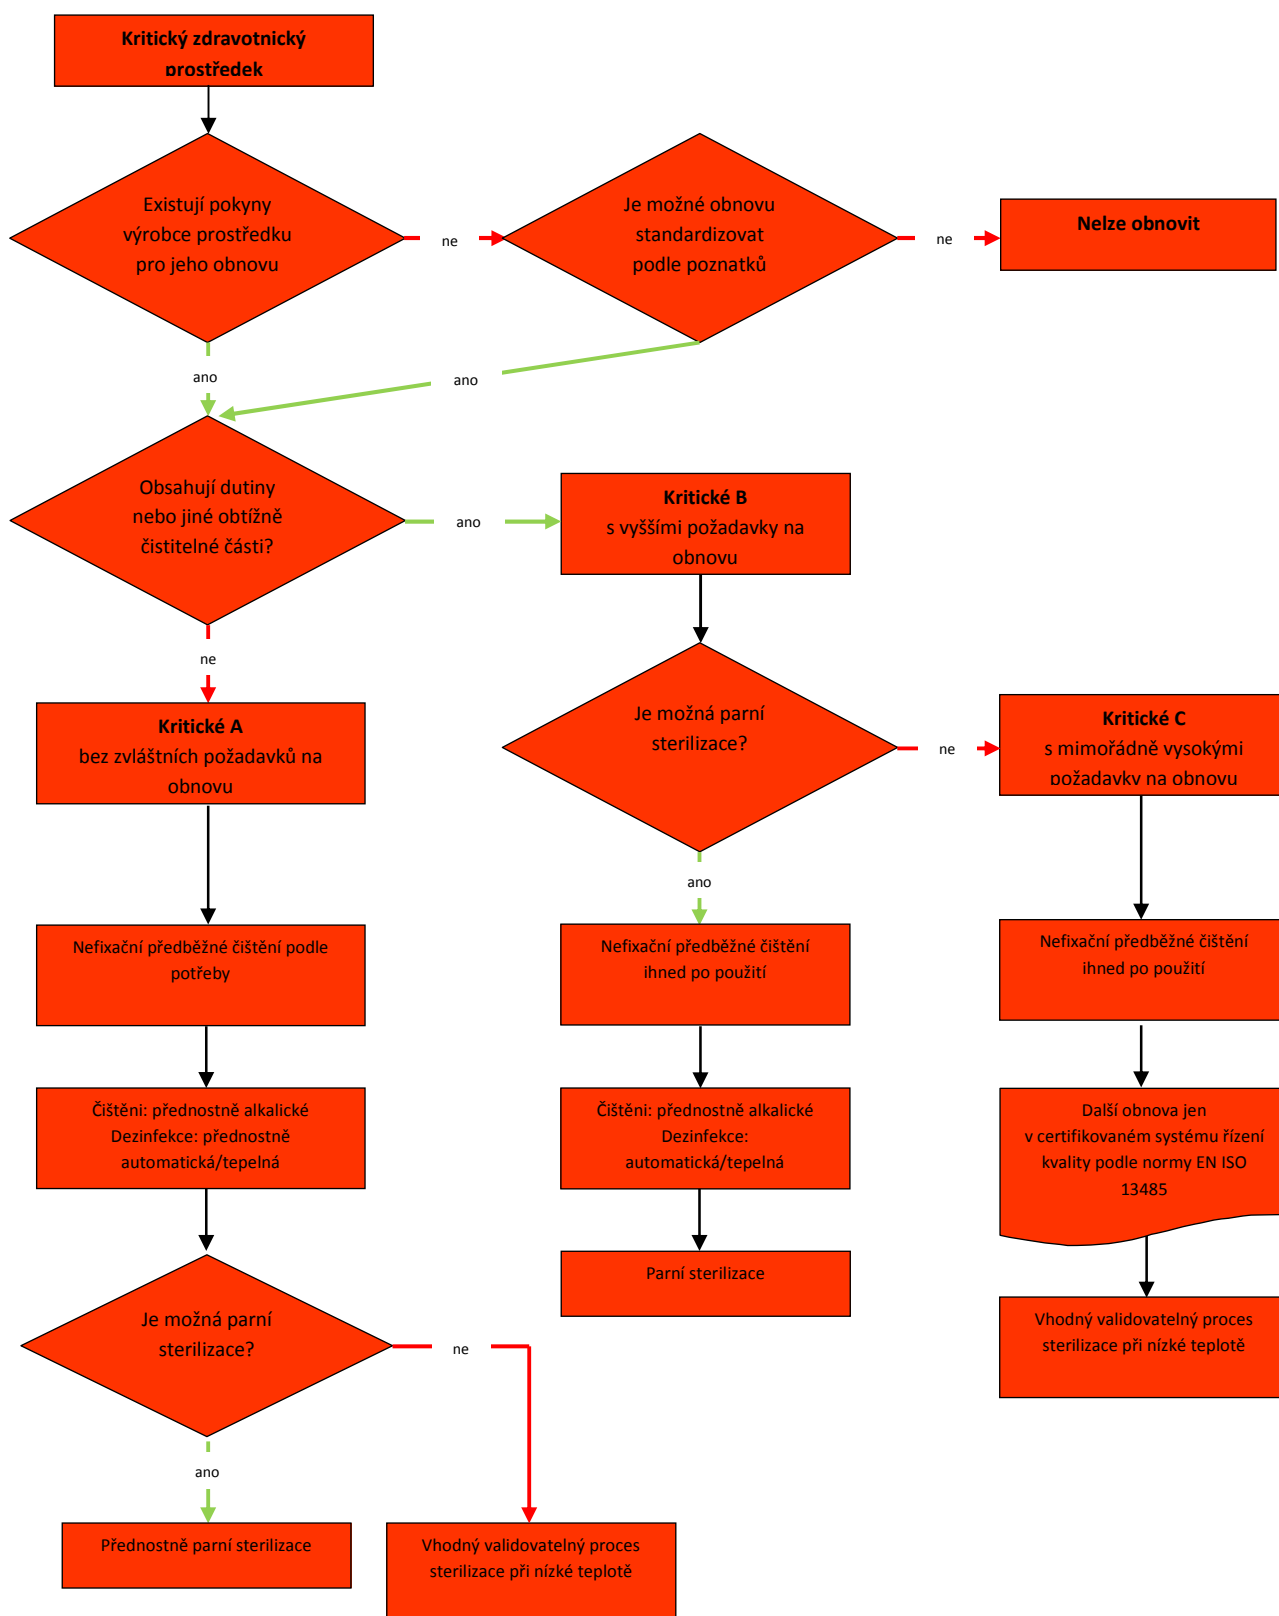 Kritický zdravotnický
prostředek
Existují pokyny
výrobce prostředku
pro jeho obnovu
ne
Je možné obnovu
standardizovat
podle poznatků
ne
Nelze obnovit
ano
ano
Obsahují dutiny
nebo jiné obtížně
čistitelné části?
ano
Kritické B
s vyššími požadavky na
obnovu
ne
Kritické A
bez zvláštních požadavků na
obnovu
Je možná parní
sterilizace?
ne
Kritické C
s mimořádně vysokými
požadavky na obnovu
ano
Nefixační předběžné čištění podle
potřeby
Nefixační předběžné čištění
ihned po použití
Nefixační předběžné čištění
ihned po použití
Čištěni: přednostně alkalické
Dezinfekce: přednostně
automatická/tepelná
Čištěni: přednostně alkalické
Dezinfekce:
automatická/tepelná
Další obnova jen
v certifikovaném systému řízení
kvality podle normy EN ISO
13485
Parní sterilizace
Je možná parní
sterilizace?
ne
Vhodný validovatelný proces
sterilizace při nízké teplotě
ano
Přednostně parní sterilizace
Vhodný validovatelný proces
sterilizace při nízké teplotě